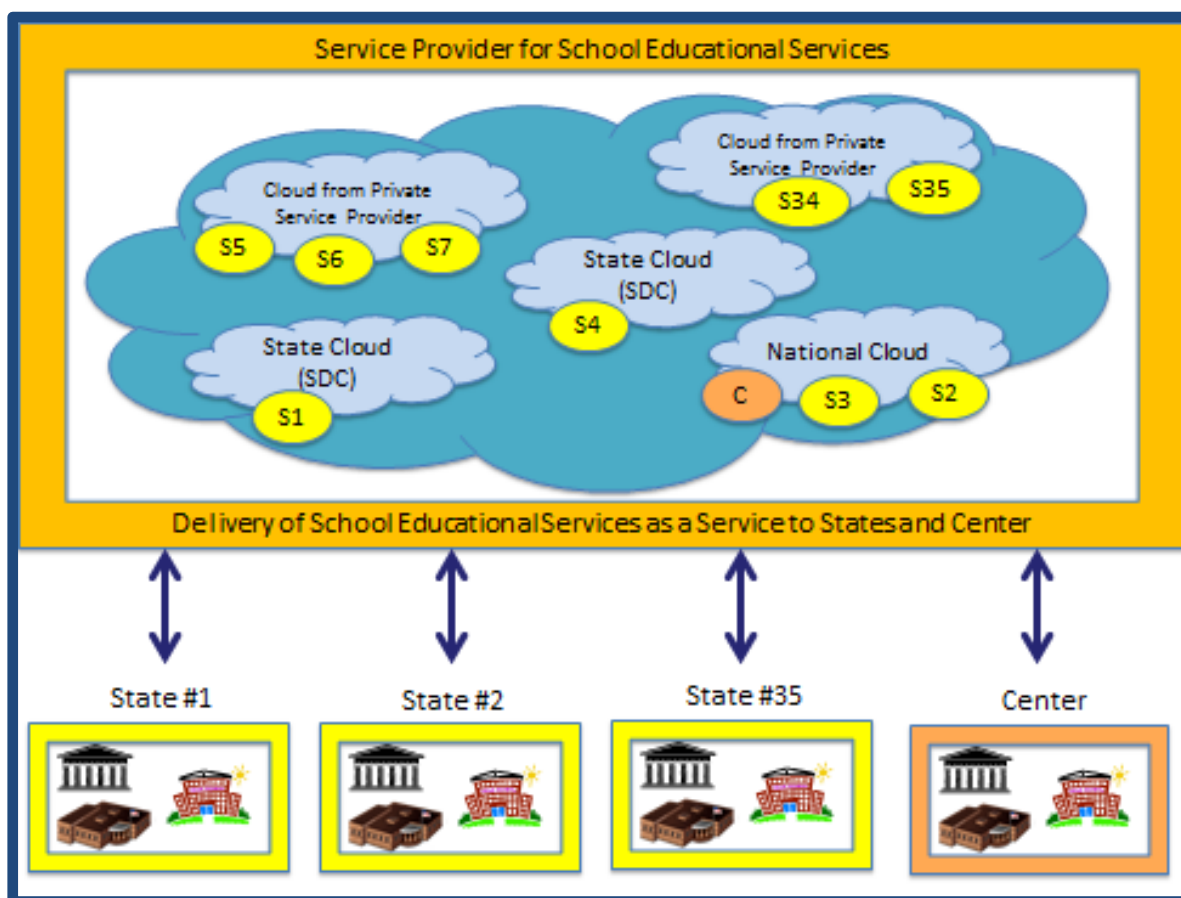 Service Provider for School Educational Services
Cloud from Private
Service Provider
S34
S35
Cloud from Private
Service Provider
S5
S6
S7
State Cloud
(SDC)
S4
State Cloud
(SDC)
S1
National Cloud
C
S3
S2
Delivery of School Educational Services as a Service to States and Center
State #1
State #2
State #35
Center